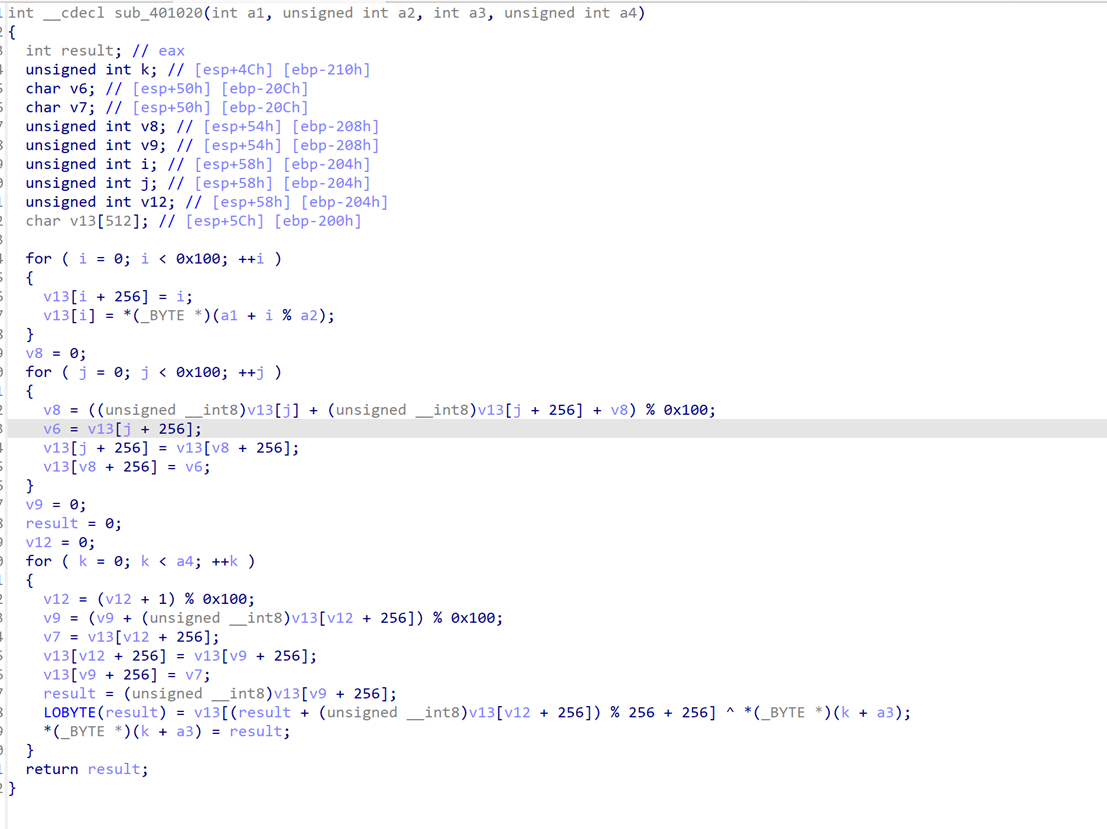 int __cdecl sub_401020(int a1, unsigned int a2, int a3, unsigned int a4)
{
  int result; // eax
  unsigned int k; // [esp+4Ch] [ebp-210h]
  char v6; // [esp+50h] [ebp-20Ch]
  char v7; // [esp+50h] [ebp-20Ch]
  unsigned int v8; // [esp+54h] [ebp-208h]
  unsigned int v9; // [esp+54h] [ebp-208h]
  unsigned int i; // [esp+58h] [ebp-204h]
  unsigned int j; // [esp+58h] [ebp-204h]
  unsigned int v12; // [esp+58h] [ebp-204h]
  char v13[512]; // [esp+5Ch] [ebp-200h]

  for ( i = 0; i < 0x100; ++i )
  {
    v13[i + 256] = i;
    v13[i] = *(_BYTE *)(a1 + i % a2);
  }
  v8 = 0;
  for ( j = 0; j < 0x100; ++j )
  {
    v8 = ((unsigned __int8)v13[j] + (unsigned __int8)v13[j + 256] + v8) % 0x100;
    v6 = v13[j + 256];
    v13[j + 256] = v13[v8 + 256];
    v13[v8 + 256] = v6;
  }
  v9 = 0;
  result = 0;
  v12 = 0;
  for ( k = 0; k < a4; ++k )
  {
    v12 = (v12 + 1) % 0x100;
    v9 = (v9 + (unsigned __int8)v13[v12 + 256]) % 0x100;
    v7 = v13[v12 + 256];
    v13[v12 + 256] = v13[v9 + 256];
    v13[v9 + 256] = v7;
    result = (unsigned __int8)v13[v9 + 256];
    LOBYTE(result) = v13[(result + (unsigned __int8)v13[v12 + 256]) % 256 + 256] ^ *(_BYTE *)(k + a3);
    *(_BYTE *)(k + a3) = result;
  }
  return result;
}